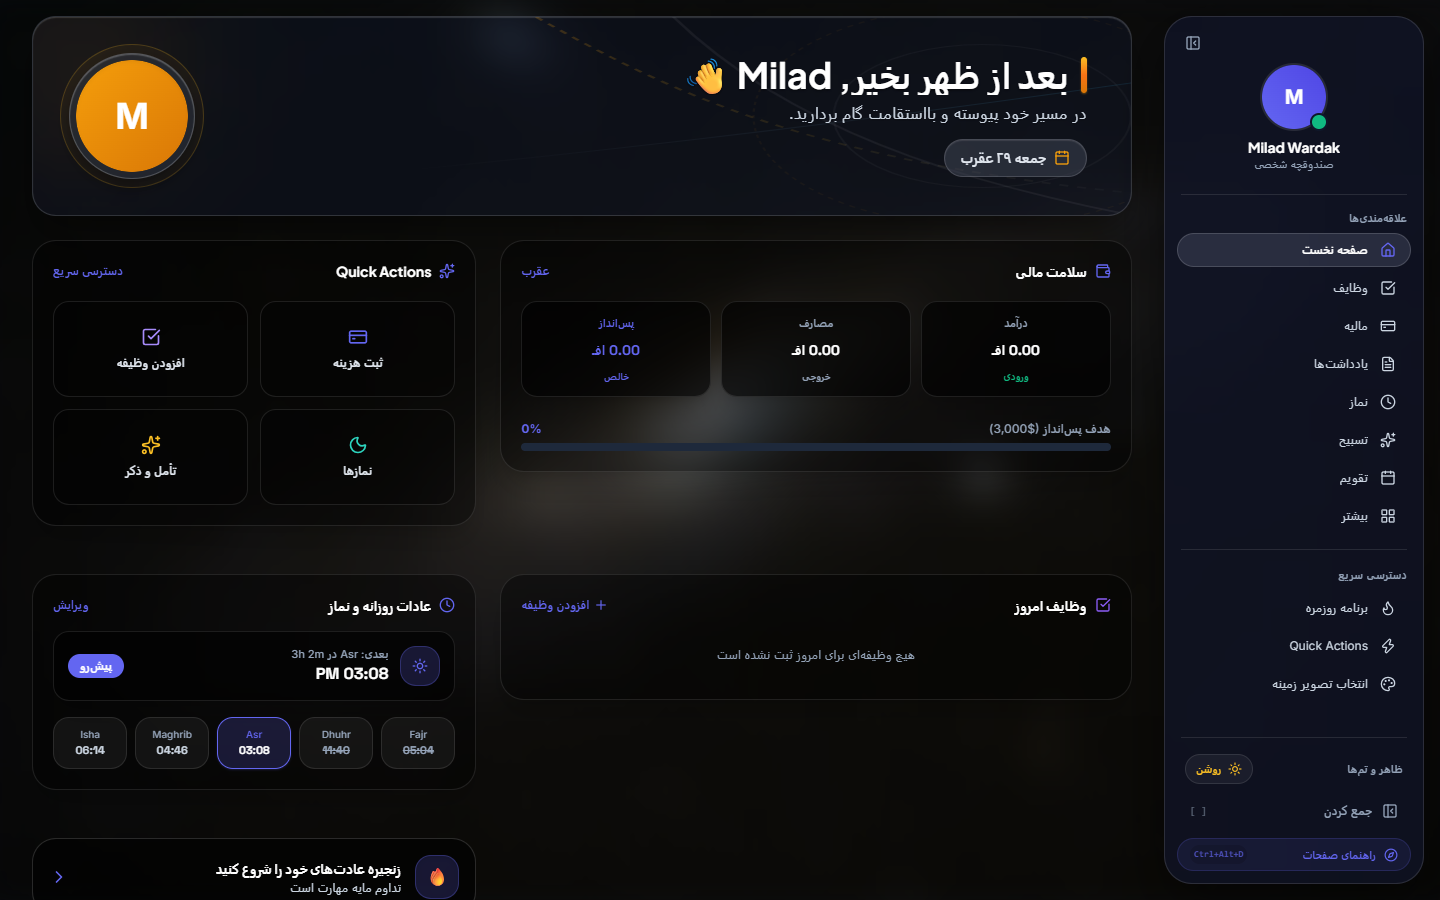 M
Milad Wardak
صندوقچه شخصی
علاقه‌مندی‌ها
صفحه نخست
وظایف
مالیه
یادداشت‌ها
نماز
تسبیح
تقویم
بیشتر
دسترسی سریع
برنامه روزمره
Quick Actions
انتخاب تصویر زمینه
ظاهر و تم‌ها
روشن
جمع کردن
[ ]
راهنمای صفحات
Ctrl+Alt+D
بعد از ظهر بخیر, Milad 👋
در مسیر خود پیوسته و بااستقامت گام بردارید.
جمعه ۲۹ عقرب
M
سلامت مالی
عقرب
درآمد
0.00 اف
ورودی
مصارف
0.00 اف
خروجی
پس‌انداز
0.00 اف
خالص
هدف پس‌انداز (3,000$)
0%
Quick Actions
دسترسی سریع
ثبت هزینه
افزودن وظیفه
نمازها
تأمل و ذکر
وظایف امروز
+ افزودن وظیفه
هیچ وظیفه‌ای برای امروز ثبت نشده است
عادات روزانه و نماز
ویرایش
بعدی: Asr در 3h 2m
03:08 PM
پیش‌رو
Fajr
05:04
Dhuhr
11:40
Asr
03:08
Maghrib
04:46
Isha
06:14
زنجیره عادت‌های خود را شروع کنید
تداوم مایه مهارت است